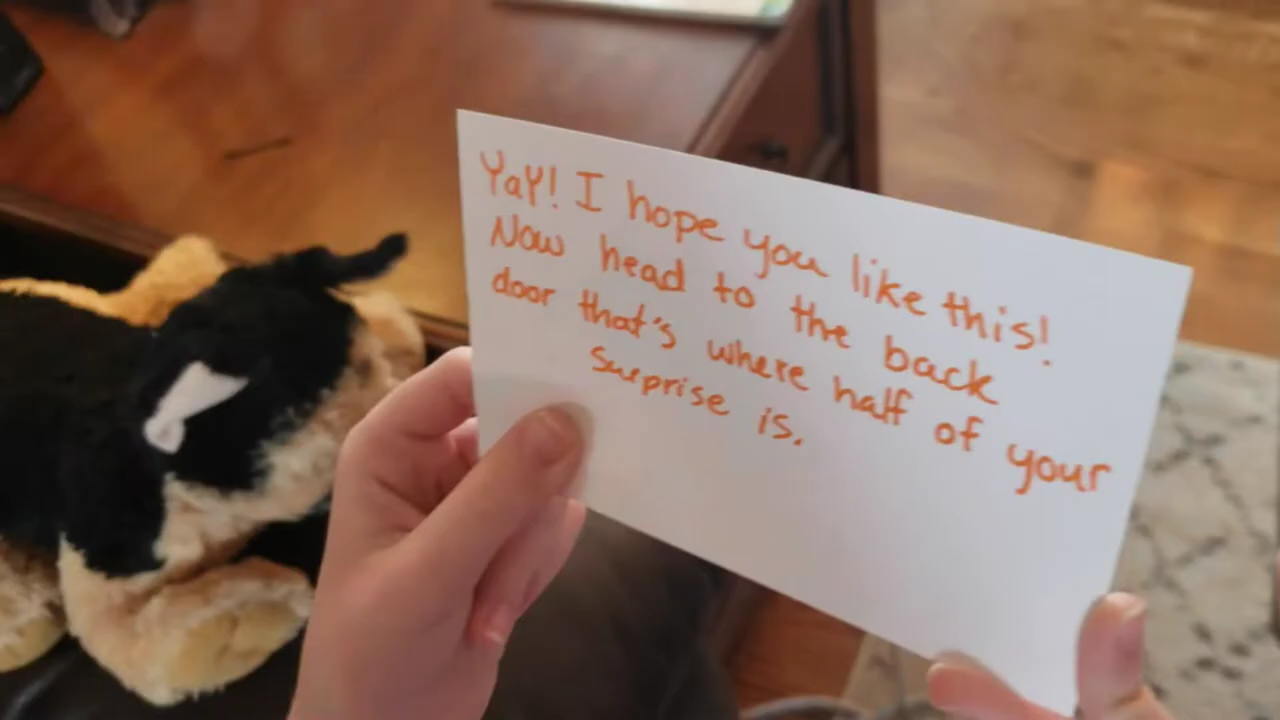 YaY! I hope you like this!
Now head to the back
door that's where half of your
Surprise is.